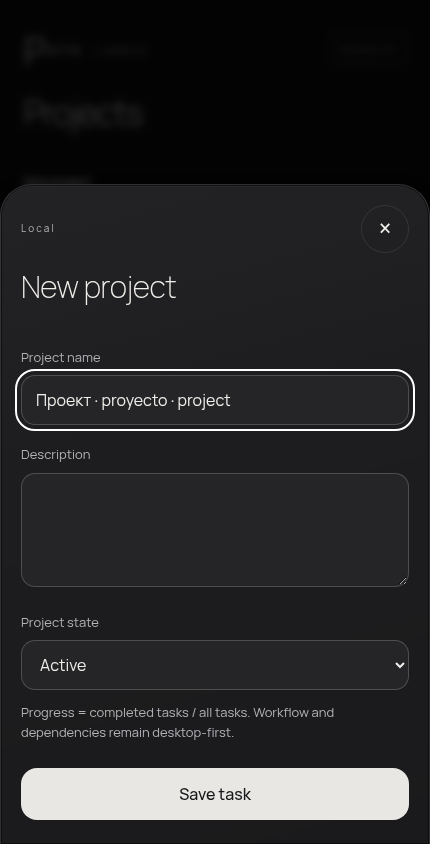 Projects
Local
×
New project
Project name
Проект · proyecto · project
Description
Project state
Active
Progress = completed tasks / all tasks. Workflow and
dependencies remain desktop-first.
Save task